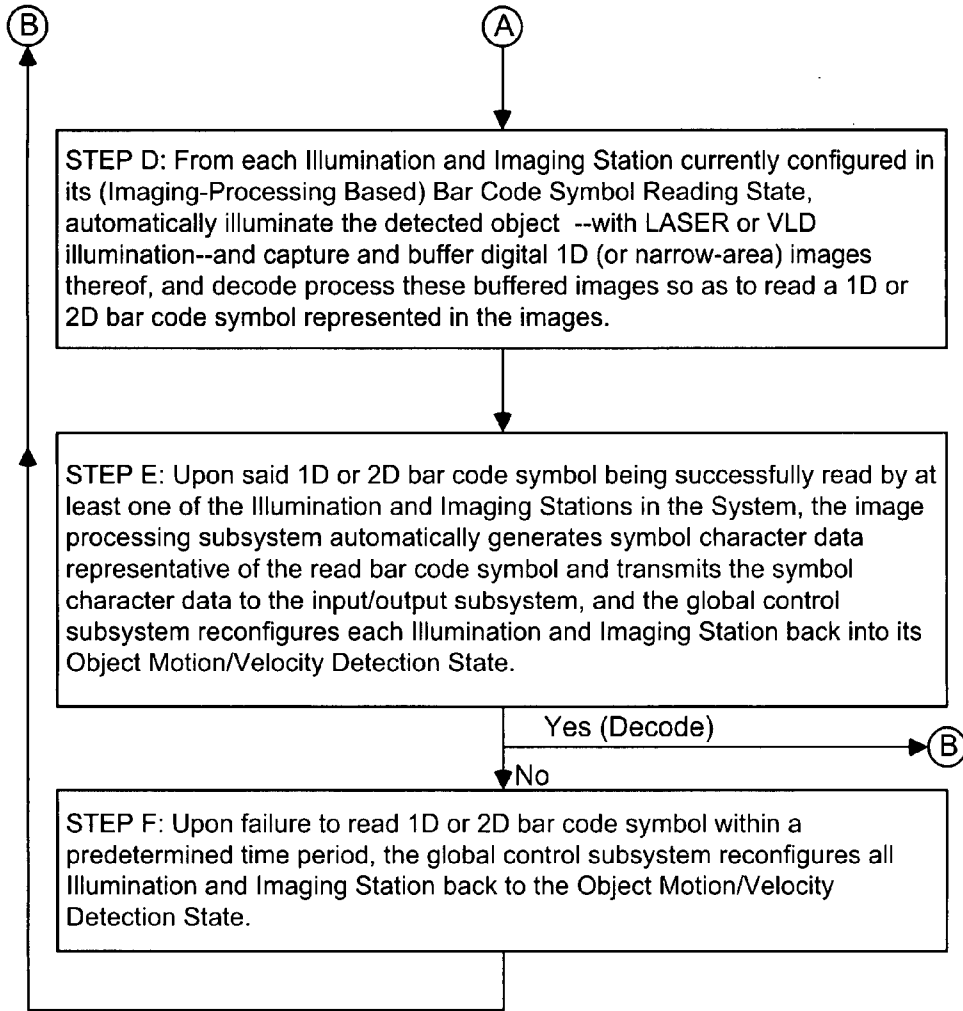 B
A
STEP D: From each Illumination and Imaging Station currently configured in
its (Imaging-Processing Based) Bar Code Symbol Reading State,
automatically illuminate the detected object --with LASER or VLD
illumination--and capture and buffer digital 1D (or narrow-area) images
thereof, and decode process these buffered images so as to read a 1D or
2D bar code symbol represented in the images.
STEP E: Upon said 1D or 2D bar code symbol being successfully read by at
least one of the Illumination and Imaging Stations in the System, the image
processing subsystem automatically generates symbol character data
representative of the read bar code symbol and transmits the symbol
character data to the input/output subsystem, and the global control
subsystem reconfigures each Illumination and Imaging Station back into its
Object Motion/Velocity Detection State.
Yes (Decode)
B
No
STEP F: Upon failure to read 1D or 2D bar code symbol within a
predetermined time period, the global control subsystem reconfigures all
Illumination and Imaging Station back to the Object Motion/Velocity
Detection State.